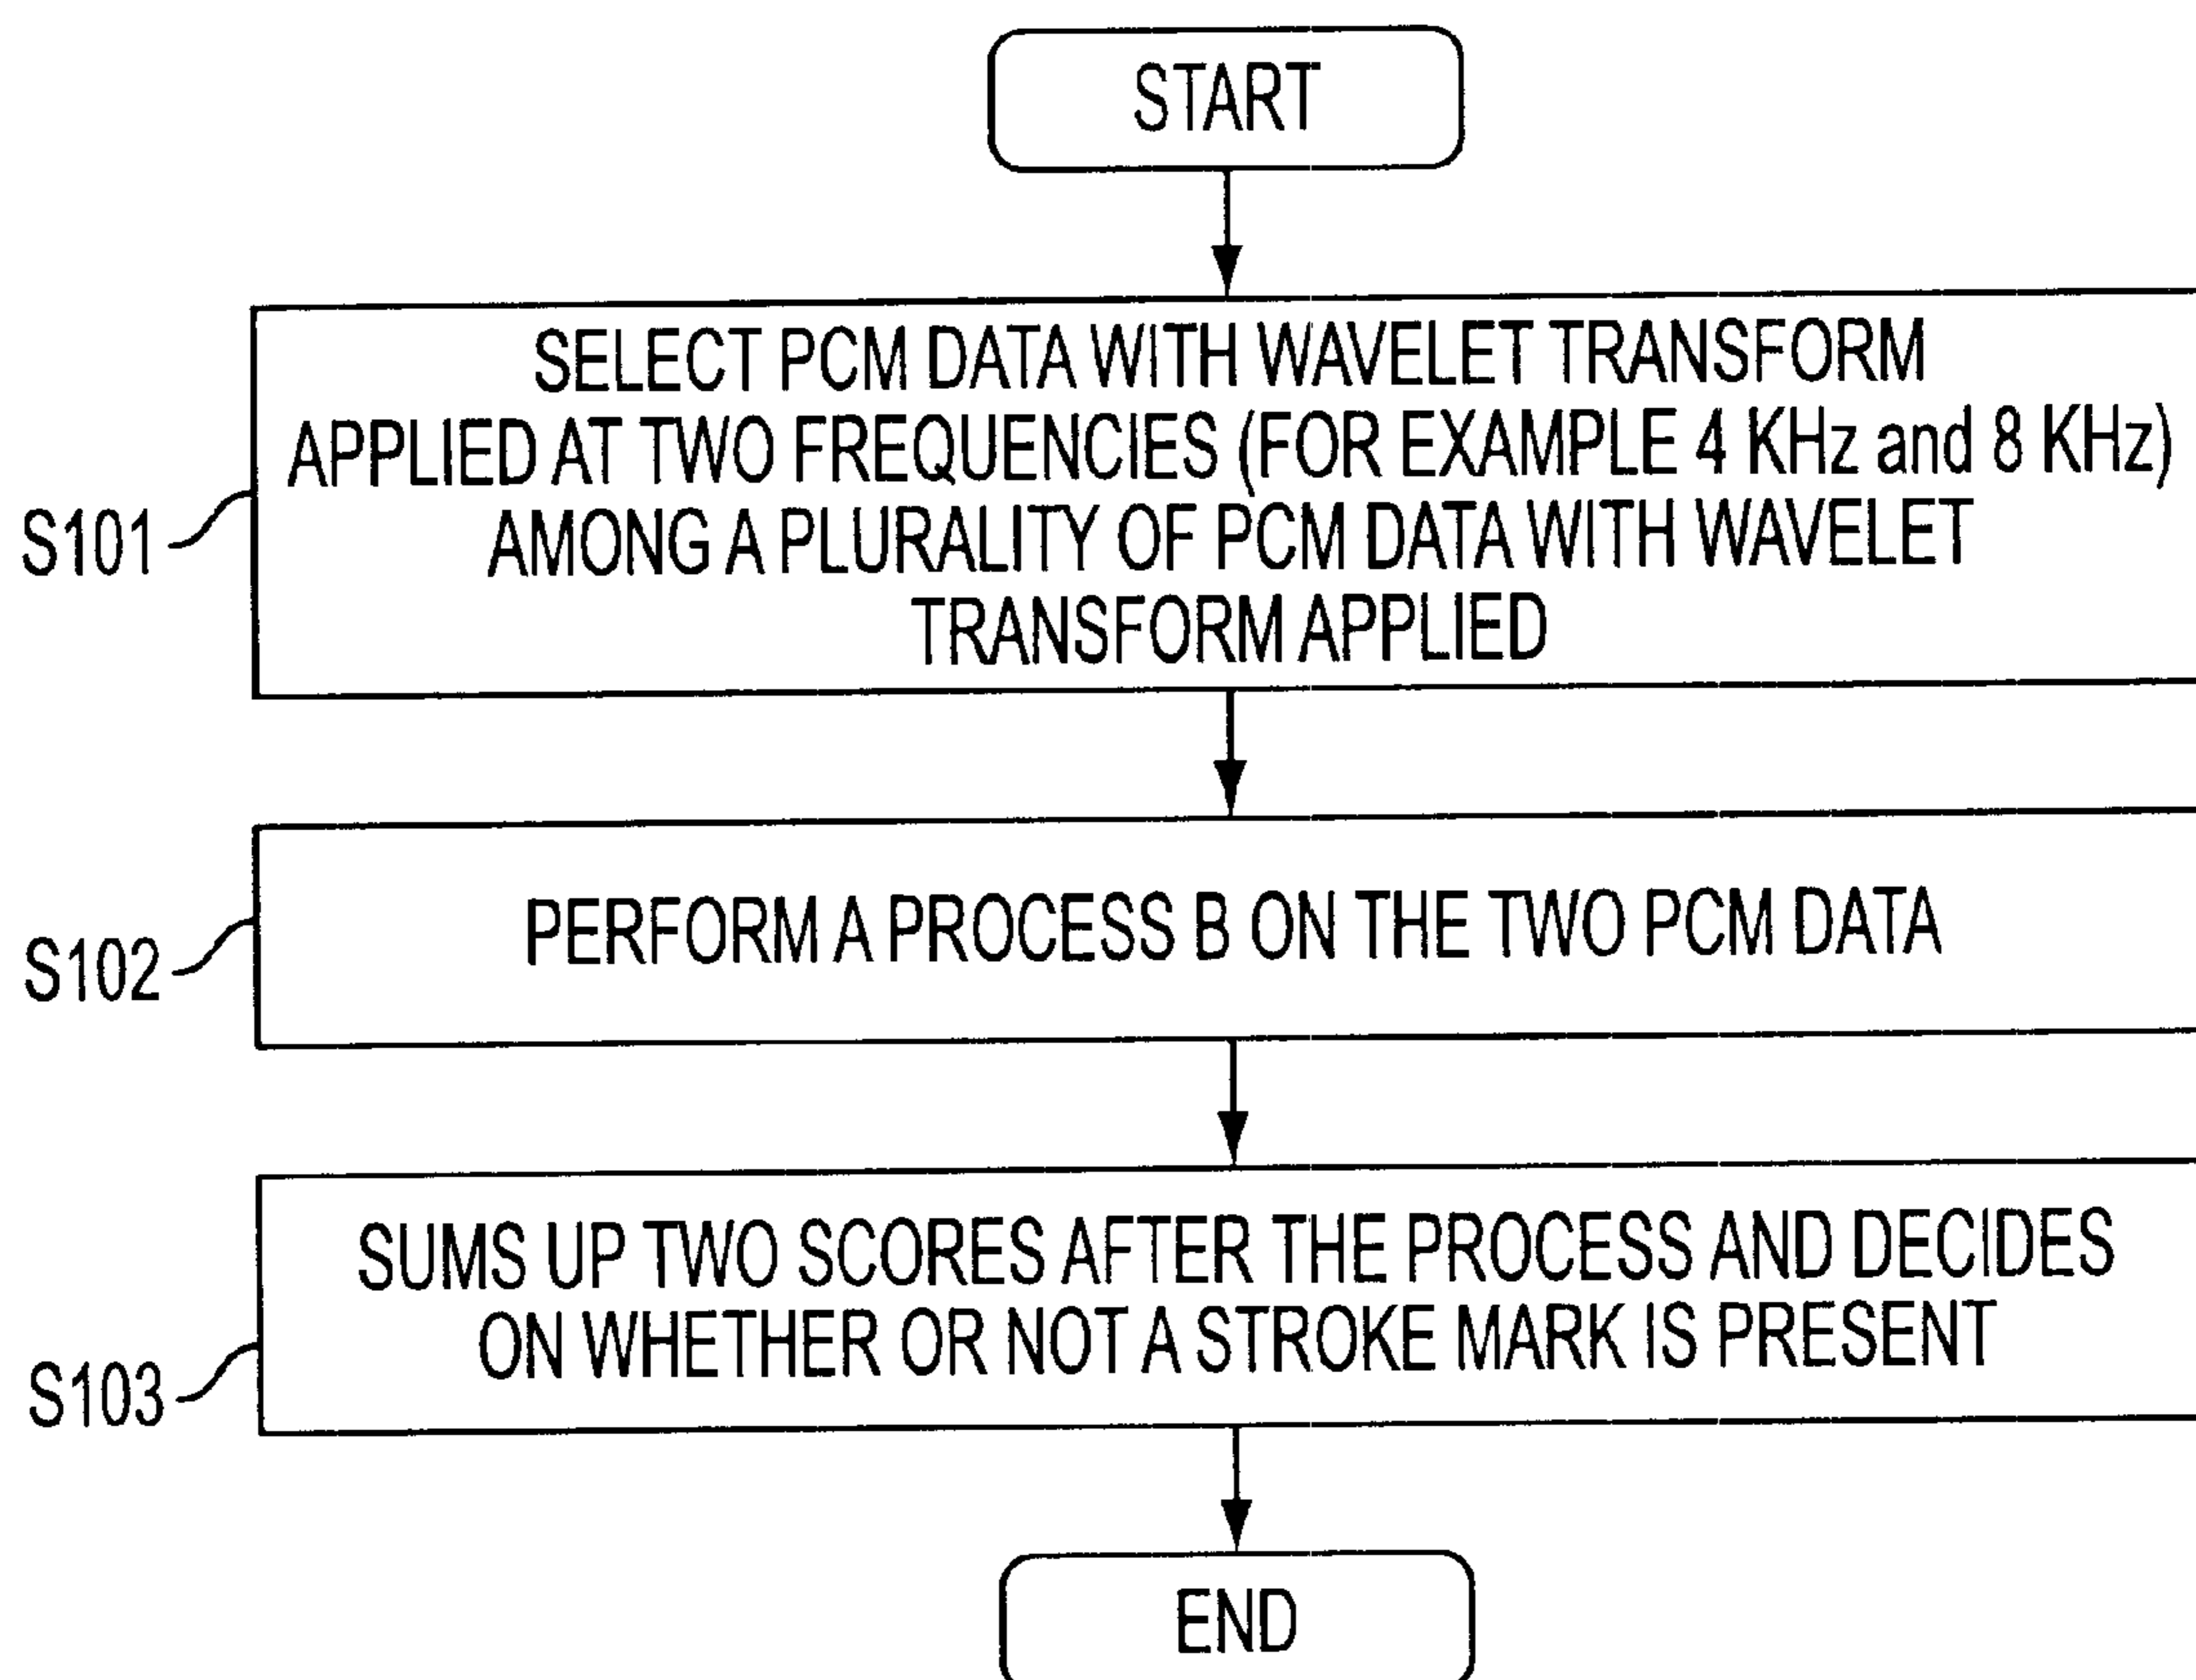 START
SELECT PCM DATA WITH WAVELET TRANSFORM
APPLIED AT TWO FREQUENCIES (FOR EXAMPLE 4 KHz and 8 KHz)
AMONG A PLURALITY OF PCM DATA WITH WAVELET
TRANSFORM APPLIED
S101
PERFORM A PROCESS B ON THE TWO PCM DATA
S102
SUMS UP TWO SCORES AFTER THE PROCESS AND DECIDES
ON WHETHER OR NOT A STROKE MARK IS PRESENT
S103
END